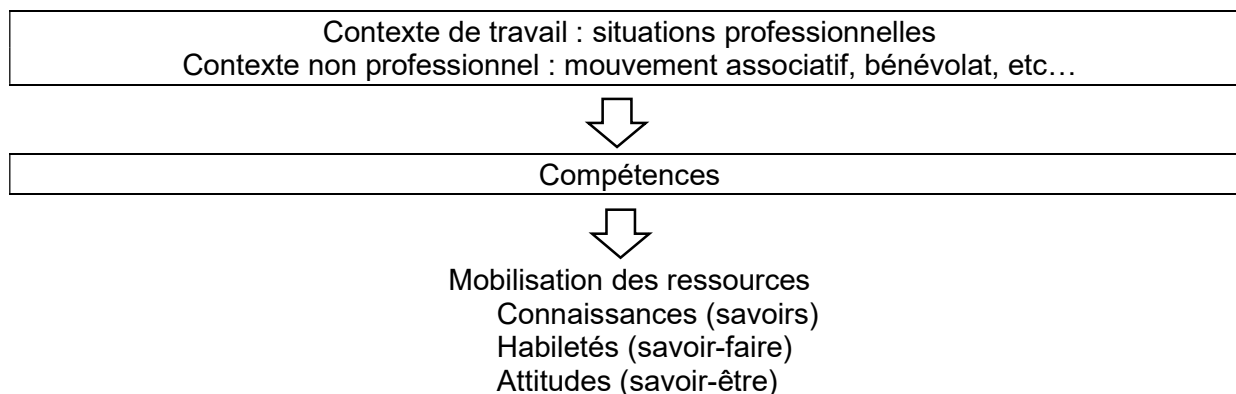 Contexte de travail : situations professionnelles
Contexte non professionnel : mouvement associatif, bénévolat, etc…
Compétences
Mobilisation des ressources
Connaissances (savoirs)
Habiletés (savoir-faire)
Attitudes (savoir-être)